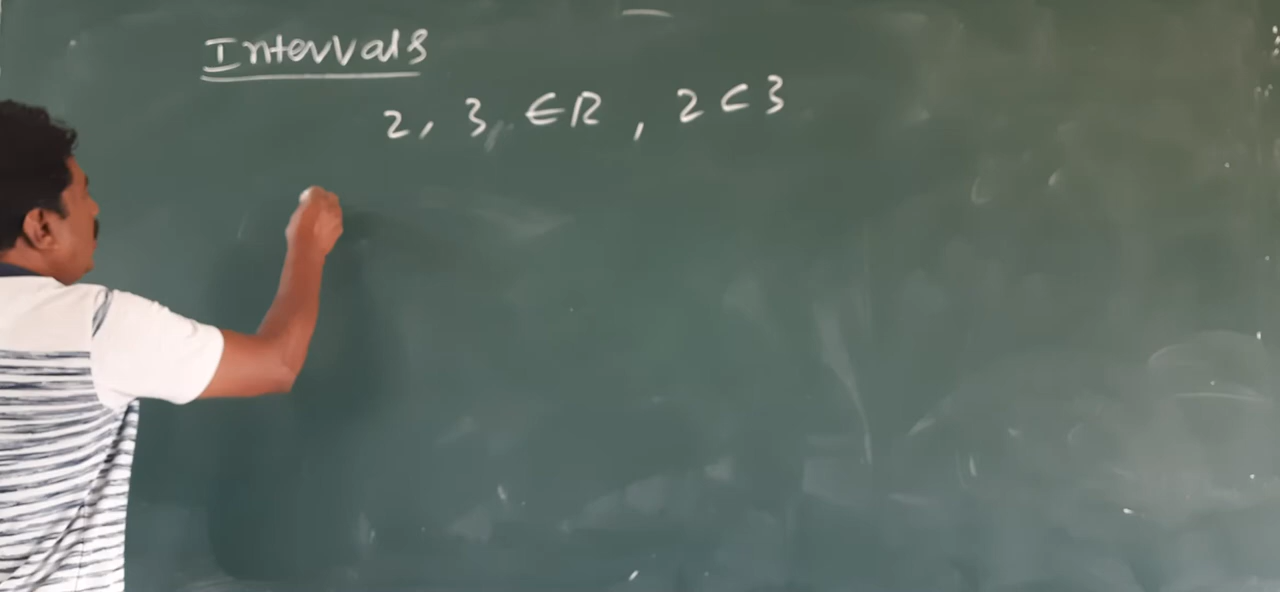 Intervals
2, 3 ∈ R, 2 < 3